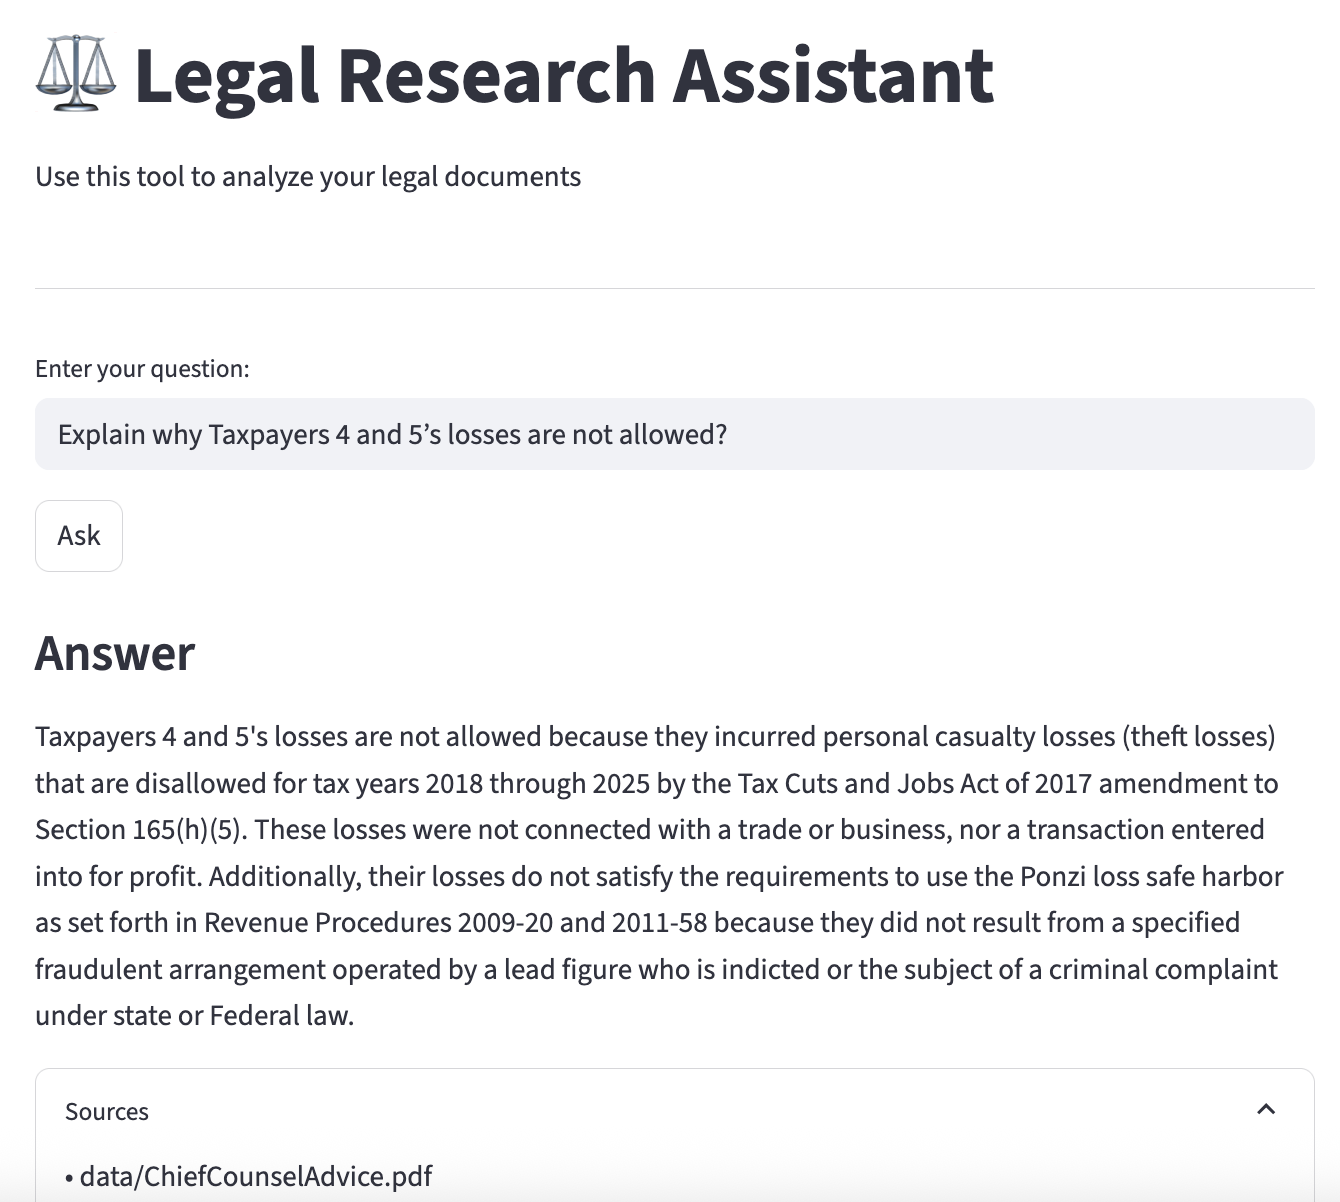 Legal Research Assistant
Use this tool to analyze your legal documents
Enter your question:
Explain why Taxpayers 4 and 5’s losses are not allowed?
Ask
Answer
Taxpayers 4 and 5's losses are not allowed because they incurred personal casualty losses (theft losses)
that are disallowed for tax years 2018 through 2025 by the Tax Cuts and Jobs Act of 2017 amendment to
Section 165(h)(5). These losses were not connected with a trade or business, nor a transaction entered
into for profit. Additionally, their losses do not satisfy the requirements to use the Ponzi loss safe harbor
as set forth in Revenue Procedures 2009-20 and 2011-58 because they did not result from a specified
fraudulent arrangement operated by a lead figure who is indicted or the subject of a criminal complaint
under state or Federal law.
Sources
• data/ChiefCounselAdvice.pdf